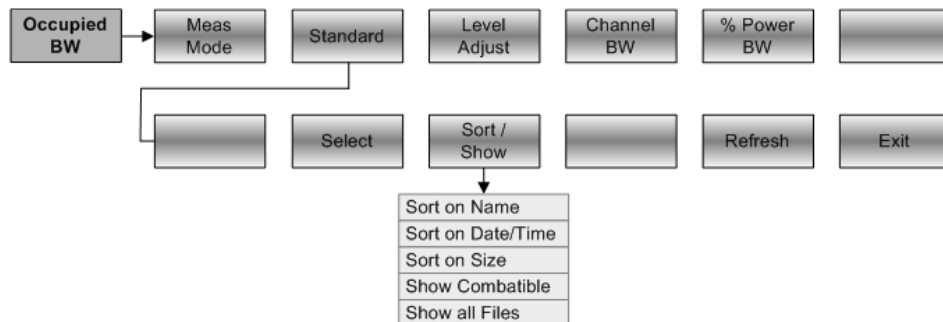 Occupied
BW
Meas
Mode
Standard
Level
Adjust
Channel
BW
% Power
BW
Select
Sort /
Show
Refresh
Exit
Sort on Name
Sort on Date/Time
Sort on Size
Show Combatible
Show all Files